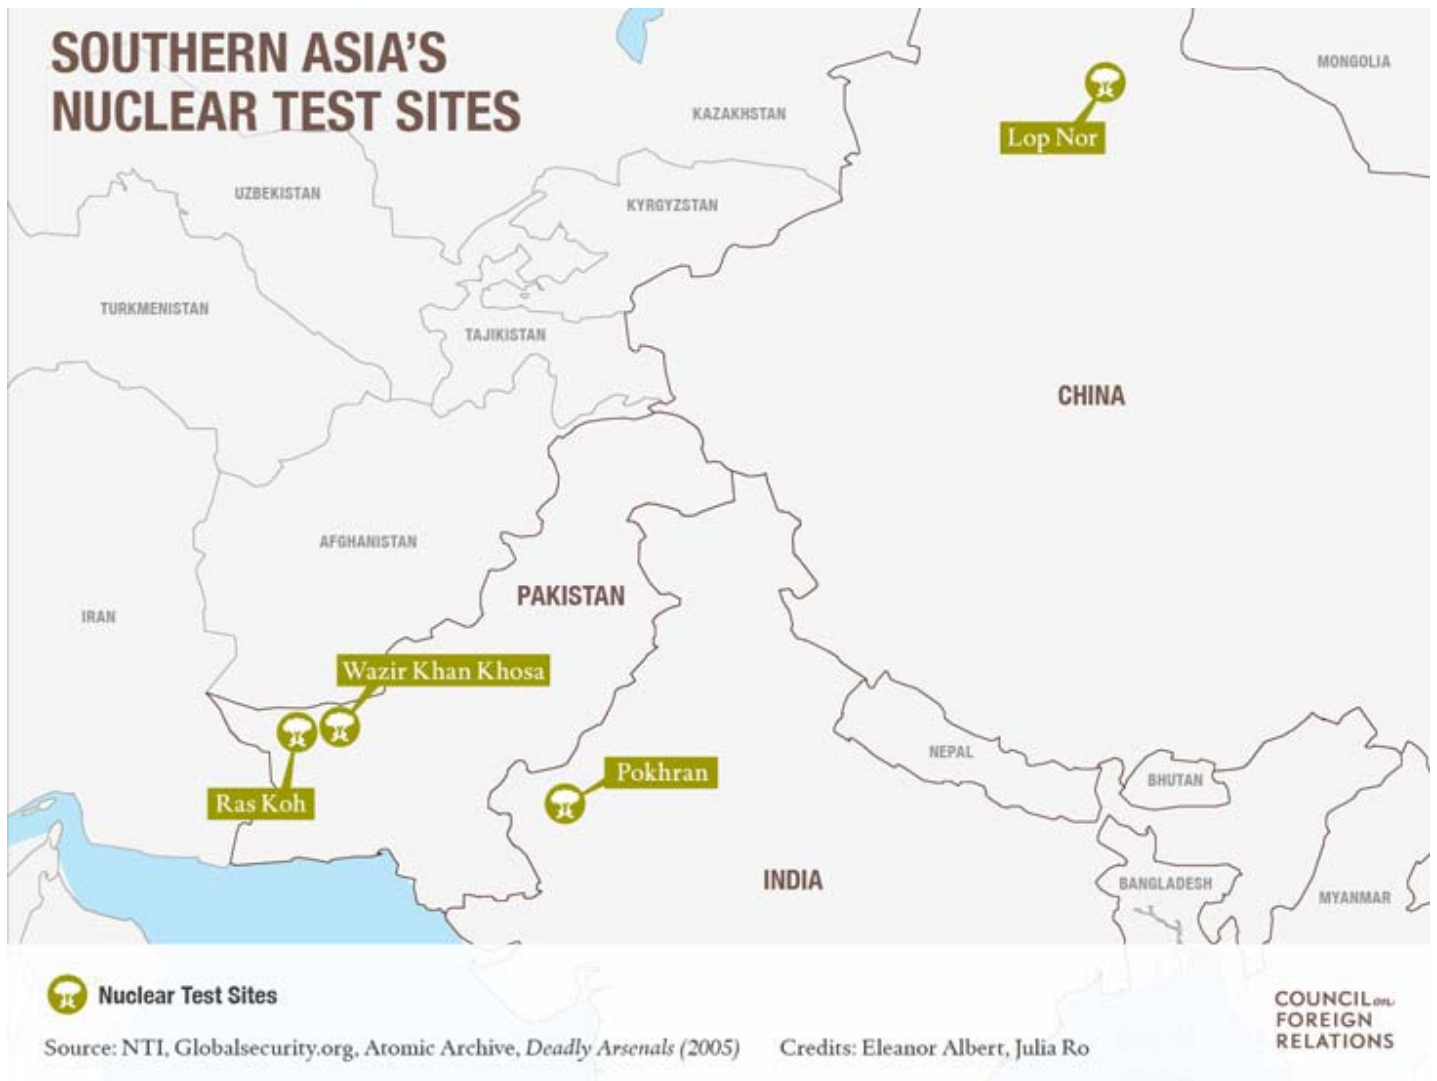 SOUTHERN ASIA'S
NUCLEAR TEST SITES
MONGOLIA
KAZAKHSTAN
Lop Nor
UZBEKISTAN
KYRGYZSTAN
TURKMENISTAN
TAJIKISTAN
CHINA
AFGHANISTAN
PAKISTAN
IRAN
Wazir Khan Khosa
Ras Koh
Pokhran
NEPAL
BHUTAN
INDIA
BANGLADESH
MYANMAR
Nuclear Test Sites
Source: NTI, Globalsecurity.org, Atomic Archive, Deadly Arsenals (2005)
Credits: Eleanor Albert, Julia Ro
COUNCIL on
FOREIGN
RELATIONS